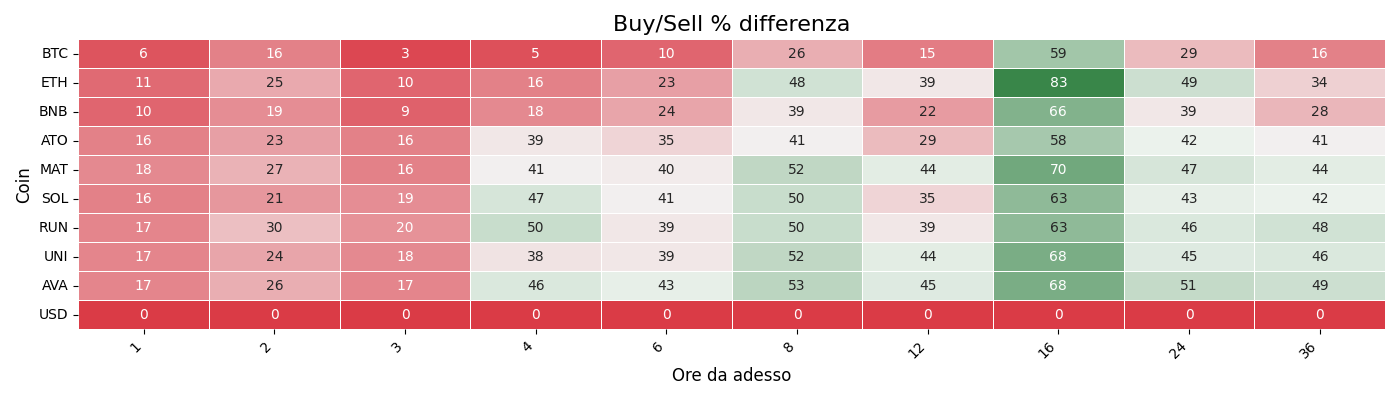 Buy/Sell % differenza
Coin
BTC 6 16 3 5 10 26 15 59 29 16
ETH 11 25 10 16 23 48 39 83 49 34
BNB 10 19 9 18 24 39 22 66 39 28
ATO 16 23 16 39 35 41 29 58 42 41
MAT 18 27 16 41 40 52 44 70 47 44
SOL 16 21 19 47 41 50 35 63 43 42
RUN 17 30 20 50 39 50 39 63 46 48
UNI 17 24 18 38 39 52 44 68 45 46
AVA 17 26 17 46 43 53 45 68 51 49
USD 0 0 0 0 0 0 0 0 0 0
1 2 3 4 6 8 12 16 24 36
Ore da adesso